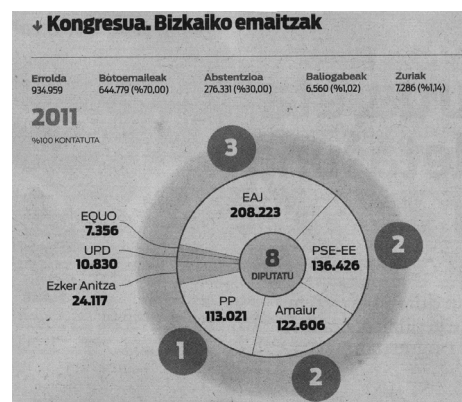 ↓ Kongresua. Bizkaiko emaitzak
Errolda
934.959
Botoemaileak
644.779 (%70,00)
Abstentzioa
276.331 (%30,00)
Baliogabeak
6.560 (%1,02)
Zuriak
7.286 (%1,14)
2011
%100 KONTATUTA
3
EAJ
208.223
EQUO
7.356
UPD
10.830
Ezker Anitza
24.117
8
DIPUTATU
PSE-EE
136.426
2
PP
113.021
Amaiur
122.606
1
2